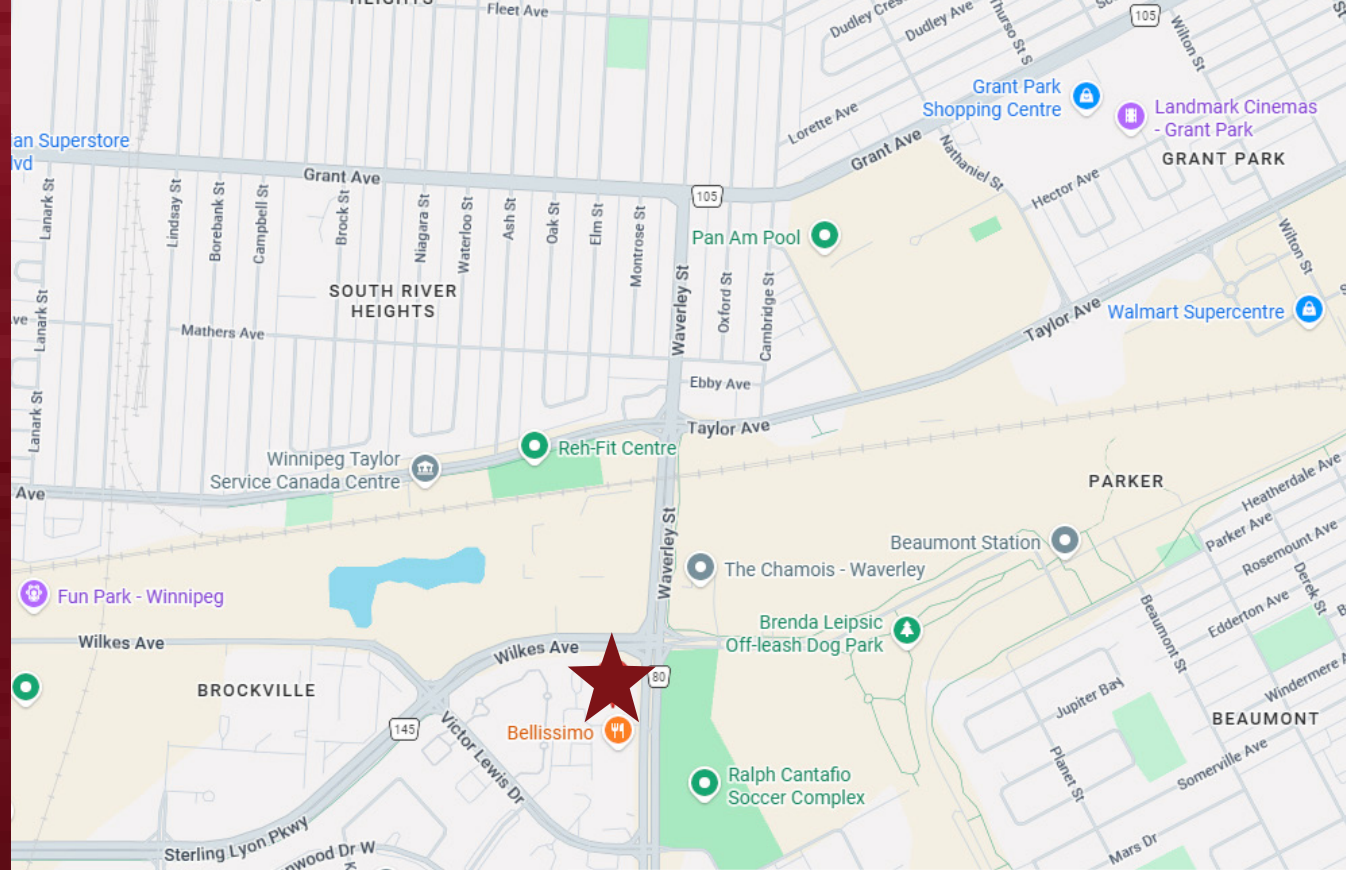 HEIGHTS
Fleet Ave
Dudley Ave
Thurso St S
105
Wilton St
Grant Park
Shopping Centre
Landmark Cinemas
- Grant Park
GRANT PARK
Lorette Ave
Grant Ave
Nathaniel St
Hector Ave
an Superstore
lvd
Grant Ave
105
Lanark St
Lindsay St
Borebank St
Campbell St
Brock St
Niagara St
Waterloo St
Ash St
Oak St
Elm St
Montrose St
Waverley St
Oxford St
Cambridge St
Pan Am Pool
Wilton St
SOUTH RIVER
HEIGHTS
Lanark St
Mathers Ave
Taylor Ave
Walmart Supercentre
Ebby Ave
Lanark St
Taylor Ave
Reh-Fit Centre
Winnipeg Taylor
Service Canada Centre
Ave
PARKER
Heatherdale Ave
Parker Ave
Rosemount Ave
Waverley St
Beaumont Station
The Chamois - Waverley
Derek St
Edderton Ave
Beaumont St
Fun Park - Winnipeg
Brenda Leipsic
Off-leash Dog Park
Wilkes Ave
Wilkes Ave
80
Windermere A
Jupiter Bay
BROCKVILLE
BEAUMONT
145
Victor Lewis Dr
Bellissimo
Planet St
Somerville Ave
Ralph Cantafio
Soccer Complex
Sterling Lyon Pkwy
nwood Dr W
Mars Dr